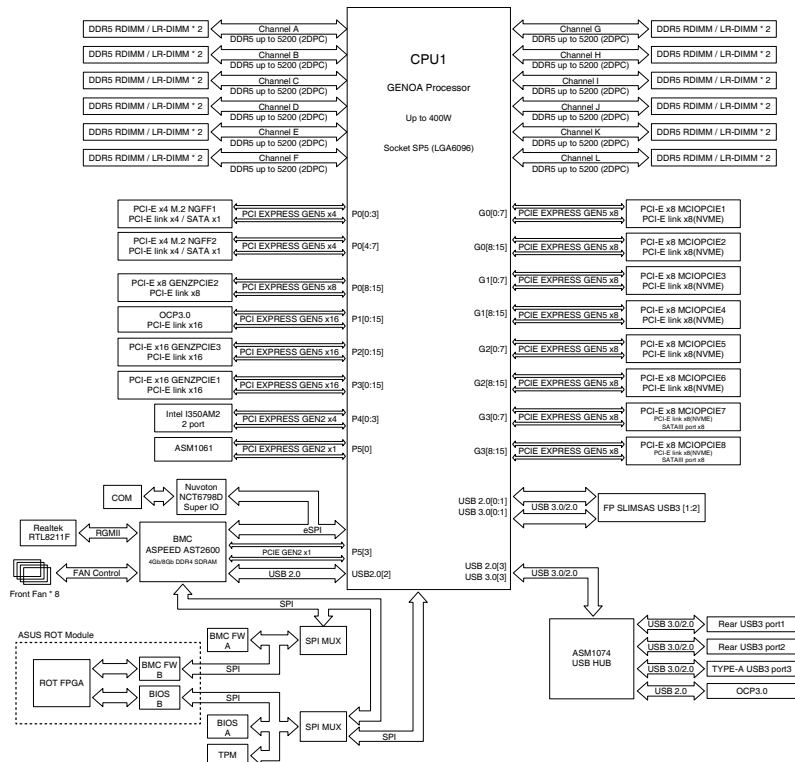 DDR5 RDIMM / LR-DIMM * 2
Channel A
DDR5 up to 5200 (2DPC)
DDR5 RDIMM / LR-DIMM * 2
Channel B
DDR5 up to 5200 (2DPC)
DDR5 RDIMM / LR-DIMM * 2
Channel C
DDR5 up to 5200 (2DPC)
DDR5 RDIMM / LR-DIMM * 2
Channel D
DDR5 up to 5200 (2DPC)
DDR5 RDIMM / LR-DIMM * 2
Channel E
DDR5 up to 5200 (2DPC)
DDR5 RDIMM / LR-DIMM * 2
Channel F
DDR5 up to 5200 (2DPC)
CPU1
GENOA Processor
Up to 400W
Socket SP5 (LGA6096)
Channel G
DDR5 up to 5200 (2DPC)
DDR5 RDIMM / LR-DIMM * 2
Channel H
DDR5 up to 5200 (2DPC)
DDR5 RDIMM / LR-DIMM * 2
Channel I
DDR5 up to 5200 (2DPC)
DDR5 RDIMM / LR-DIMM * 2
Channel J
DDR5 up to 5200 (2DPC)
DDR5 RDIMM / LR-DIMM * 2
Channel K
DDR5 up to 5200 (2DPC)
DDR5 RDIMM / LR-DIMM * 2
Channel L
DDR5 up to 5200 (2DPC)
DDR5 RDIMM / LR-DIMM * 2
PCI-E x4 M.2 NGFF1
PCI-E link x4 / SATA x1
PCI EXPRESS GEN5 x4
P0[0:3]
PCI-E x4 M.2 NGFF2
PCI-E link x4 / SATA x1
PCI EXPRESS GEN5 x4
P0[4:7]
PCI-E x8 GENZPCIE2
PCI-E link x8
PCI EXPRESS GEN5 x8
P0[8:15]
OCP3.0
PCI-E link x16
PCI EXPRESS GEN5 x16
P1[0:15]
PCI-E x16 GENZPCIE3
PCI-E link x16
PCI EXPRESS GEN5 x16
P2[0:15]
PCI-E x16 GENZPCIE1
PCI-E link x16
PCI EXPRESS GEN5 x16
P3[0:15]
Intel I350AM2
2 port
PCI EXPRESS GEN2 x4
P4[0:3]
ASM1061
PCI EXPRESS GEN2 x1
P5[0]
G0[0:7]
PCIE EXPRESS GEN5 x8
PCI-E x8 MCIOPCIE1
PCI-E link x8(NVME)
G0[8:15]
PCIE EXPRESS GEN5 x8
PCI-E x8 MCIOPCIE2
PCI-E link x8(NVME)
G1[0:7]
PCIE EXPRESS GEN5 x8
PCI-E x8 MCIOPCIE3
PCI-E link x8(NVME)
G1[8:15]
PCIE EXPRESS GEN5 x8
PCI-E x8 MCIOPCIE4
PCI-E link x8(NVME)
G2[0:7]
PCIE EXPRESS GEN5 x8
PCI-E x8 MCIOPCIE5
PCI-E link x8(NVME)
G2[8:15]
PCIE EXPRESS GEN5 x8
PCI-E x8 MCIOPCIE6
PCI-E link x8(NVME)
G3[0:7]
PCIE EXPRESS GEN5 x8
PCI-E x8 MCIOPCIE7
PCI-E link x8(NVME)
SATAIII port x8
G3[8:15]
PCIE EXPRESS GEN5 x8
PCI-E x8 MCIOPCIE8
PCI-E link x8(NVME)
SATAIII port x8
COM
Nuvoton
NCT6798D
Super IO
eSPI
Realtek
RTL8211F
RGMII
BMC
ASPEED AST2600
4Gb/8Gb DDR4 SDRAM
PCIE GEN2 x1
P5[3]
FAN Control
Front Fan * 8
USB 2.0
USB2.0[2]
SPI
USB 2.0[0:1]
USB 3.0[0:1]
USB 3.0/2.0
FP SLIMSAS USB3 [1:2]
USB 2.0[3]
USB 3.0[3]
USB 3.0/2.0
ASM1074
USB HUB
USB 3.0/2.0
Rear USB3 port1
USB 3.0/2.0
Rear USB3 port2
USB 3.0/2.0
TYPE-A USB3 port3
USB 2.0
OCP3.0
ASUS ROT Module
ROT FPGA
BMC FW
A
BMC FW
B
SPI
SPI MUX
BIOS
B
SPI
BIOS
A
SPI MUX
SPI
TPM